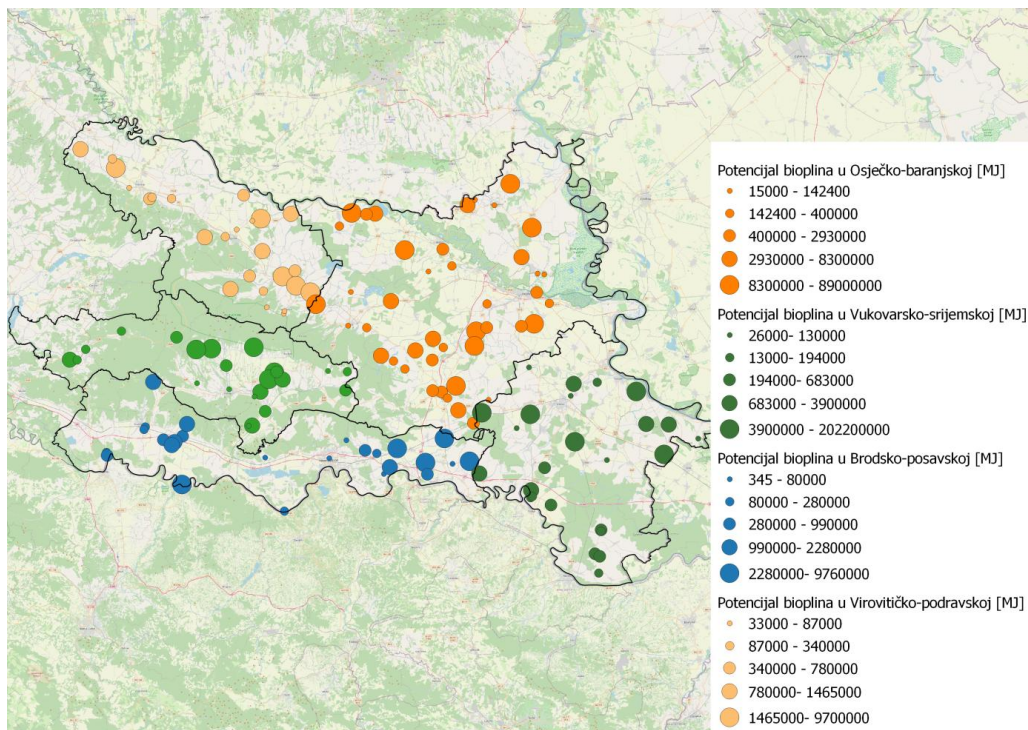 Potencijal bioplina u Osječko-baranjskoj [MJ]
15000 - 142400
142400 - 400000
400000 - 2930000
2930000 - 8300000
8300000 - 89000000
Potencijal bioplina u Vukovarsko-srijemskoj [MJ]
26000- 130000
13000 - 194000
194000- 683000
683000 - 3900000
3900000 - 202200000
Potencijal bioplina u Brodsko-posavskoj [MJ]
345 - 80000
80000 - 280000
280000 - 990000
990000- 2280000
2280000- 9760000
Potencijal bioplina u Virovitičko-podravskoj [MJ]
33000 - 87000
87000 - 340000
340000 - 780000
780000- 1465000
1465000- 9700000